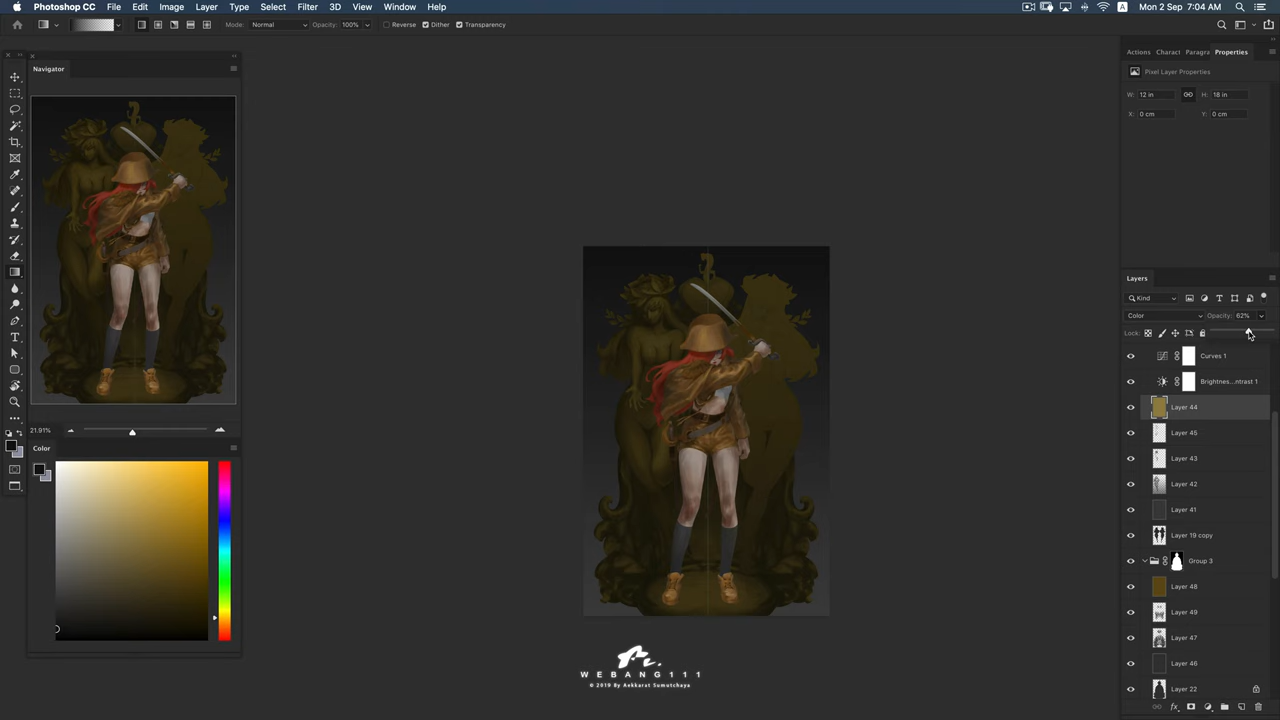 Photoshop CC File Edit Image Layer Type Select Filter 3D View Window Help A Mon 2 Sep 7:04 AM
Mode: Normal Opacity: 100% Reverse Dither Transparency
Navigator
21.91%
Color
WEBANG111
© 2019 By Aekkarat Sumutchaya
Actions Charact Paragra Properties
Pixel Layer Properties
W: 12 in H: 18 in
X: 0 cm Y: 0 cm
Layers
Kind
Color Opacity: 62%
Lock:
Curves 1
Brightnes...ntrast 1
Layer 44
Layer 45
Layer 43
Layer 42
Layer 41
Layer 19 copy
Group 3
Layer 48
Layer 49
Layer 47
Layer 46
Layer 22